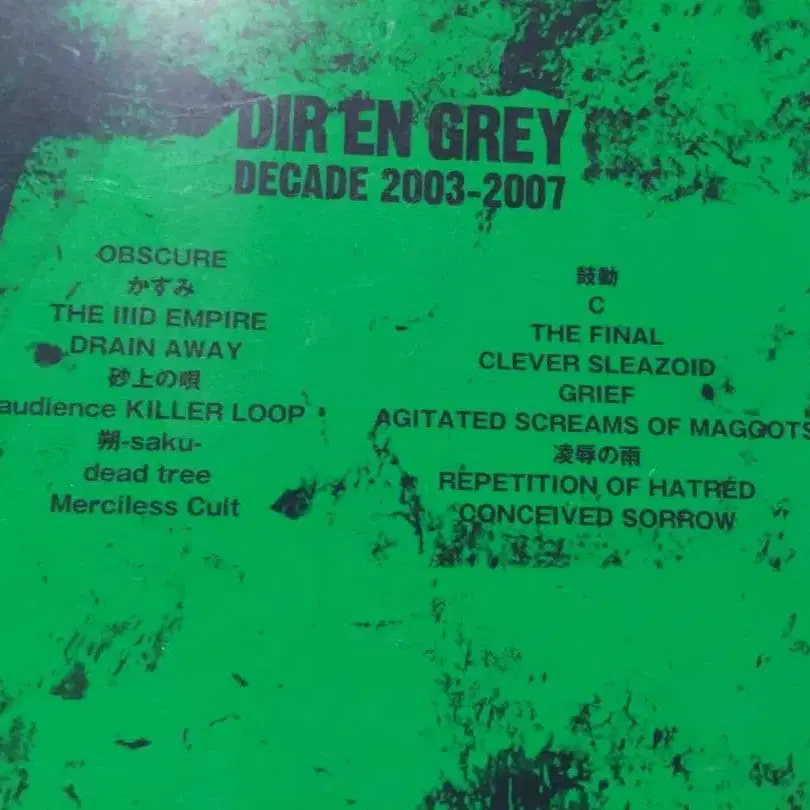 DIR EN GREY
DECADE 2003-2007
OBSCURE
かすみ
THE IIID EMPIRE
DRAIN AWAY
砂上の唄
audience KILLER LOOP
朔-saku-
dead tree
Merciless Cult
鼓動
C
THE FINAL
CLEVER SLEAZOID
GRIEF
AGITATED SCREAMS OF MAGGOTS
凌辱の雨
REPETITION OF HATRED
CONCEIVED SORROW